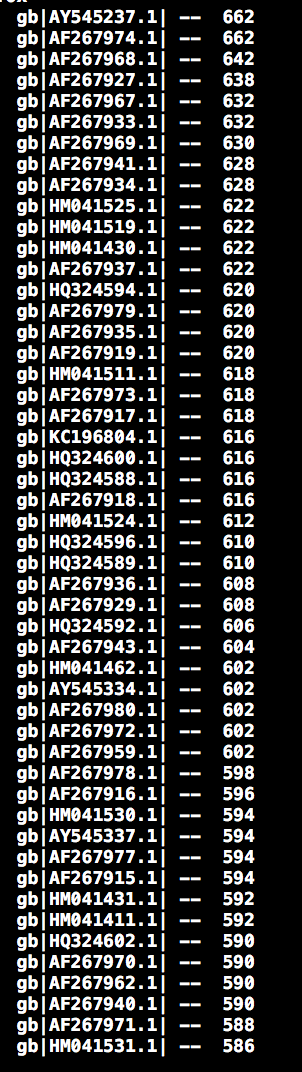 gb|AY545237.1| -- 662
gb|AF267974.1| -- 662
gb|AF267968.1| -- 642
gb|AF267927.1| -- 638
gb|AF267967.1| -- 632
gb|AF267933.1| -- 632
gb|AF267969.1| -- 630
gb|AF267941.1| -- 628
gb|AF267934.1| -- 628
gb|HM041525.1| -- 622
gb|HM041519.1| -- 622
gb|HM041430.1| -- 622
gb|AF267937.1| -- 622
gb|HQ324594.1| -- 620
gb|AF267979.1| -- 620
gb|AF267935.1| -- 620
gb|AF267919.1| -- 620
gb|HM041511.1| -- 618
gb|AF267973.1| -- 618
gb|AF267917.1| -- 618
gb|KC196804.1| -- 616
gb|HQ324600.1| -- 616
gb|HQ324588.1| -- 616
gb|AF267918.1| -- 616
gb|HM041524.1| -- 612
gb|HQ324596.1| -- 610
gb|HQ324589.1| -- 610
gb|AF267936.1| -- 608
gb|AF267929.1| -- 608
gb|HQ324592.1| -- 606
gb|AF267943.1| -- 604
gb|HM041462.1| -- 602
gb|AY545334.1| -- 602
gb|AF267980.1| -- 602
gb|AF267972.1| -- 602
gb|AF267959.1| -- 602
gb|AF267978.1| -- 598
gb|AF267916.1| -- 596
gb|HM041530.1| -- 594
gb|AY545337.1| -- 594
gb|AF267977.1| -- 594
gb|AF267915.1| -- 594
gb|HM041431.1| -- 592
gb|HM041411.1| -- 592
gb|HQ324602.1| -- 590
gb|AF267970.1| -- 590
gb|AF267962.1| -- 590
gb|AF267940.1| -- 590
gb|AF267971.1| -- 588
gb|HM041531.1| -- 586